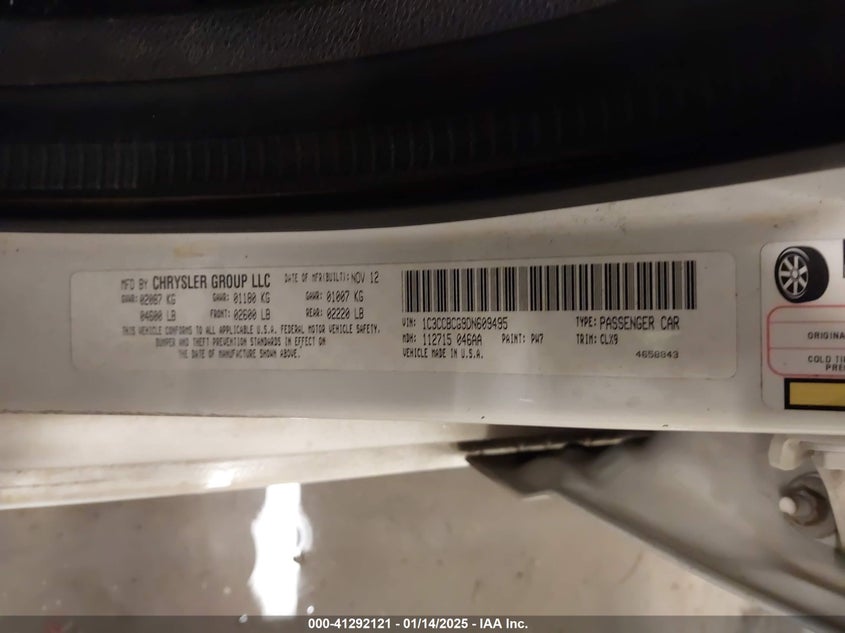 MFD BY CHRYSLER GROUP LLC DATE OF MFR(BUILT): NOV 12
GVWR: 02087 KG GAWR: 01180 KG GAWR: 01007 KG
04600 LB FRONT: 02600 LB REAR: 02220 LB
THIS VEHICLE CONFORMS TO ALL APPLICABLE U.S.A. FEDERAL MOTOR VEHICLE SAFETY,
BUMPER AND THEFT PREVENTION STANDARDS IN EFFECT ON
THE DATE OF MANUFACTURE SHOWN ABOVE.
VIN: 1C3CCBCG9DN609495 TYPE: PASSENGER CAR
MDH: 112715 046AA PAINT: PW7 TRIM: CLX9
VEHICLE MADE IN U.S.A. 4658843
ORIGINA
COLD TI
PRE
000-41292121 - 01/14/2025 - IAA Inc.